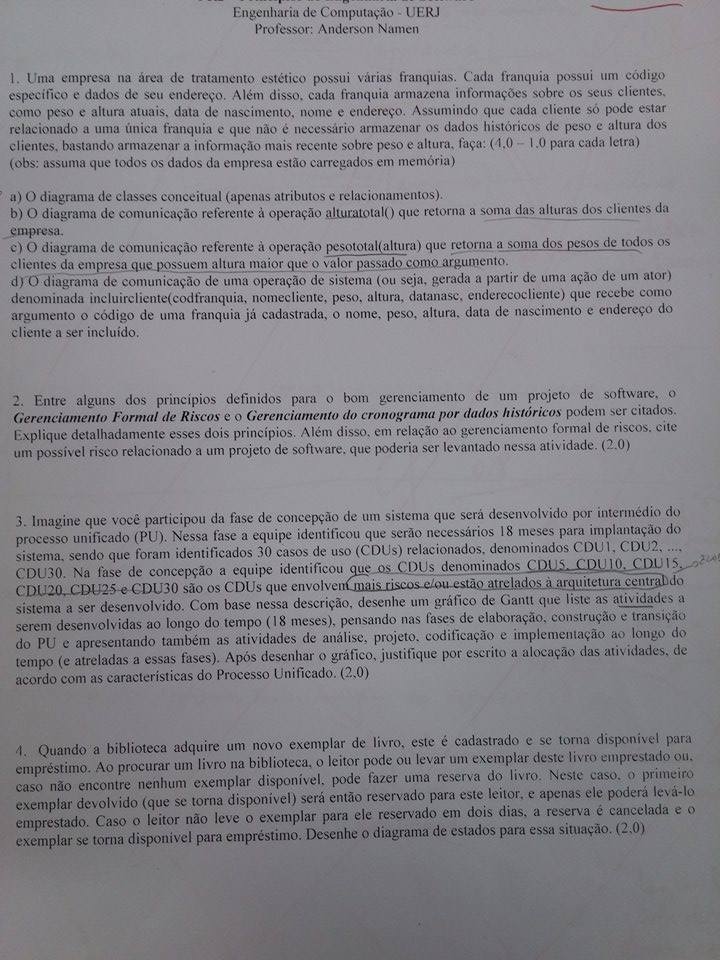 Engenharia de Computação - UERJ
Professor: Anderson Namen
1. Uma empresa na área de tratamento estético possui várias franquias. Cada franquia possui um código
específico e dados de seu endereço. Além disso, cada franquia armazena informações sobre os seus clientes,
como peso e altura atuais, data de nascimento, nome e endereço. Assumindo que cada cliente só pode estar
relacionado a uma única franquia e que não é necessário armazenar os dados históricos de peso e altura dos
clientes, bastando armazenar a informação mais recente sobre peso e altura, faça: (4,0 – 1.0 para cada letra)
(obs: assuma que todos os dados da empresa estão carregados em memória)
a) O diagrama de classes conceitual (apenas atributos e relacionamentos).
b) O diagrama de comunicação referente à operação alturatotal() que retorna a soma das alturas dos clientes da
empresa.
c) O diagrama de comunicação referente à operação pesototal(altura) que retorna a soma dos pesos de todos os
clientes da empresa que possuem altura maior que o valor passado como argumento.
d) O diagrama de comunicação de uma operação de sistema (ou seja, gerada a partir de uma ação de um ator)
denominada incluircliente(codfranquia, nomecliente, peso, altura, datanasc, enderecocliente) que recebe como
argumento o código de uma franquia já cadastrada, o nome, peso, altura, data de nascimento e endereço do
cliente a ser incluído.
2. Entre alguns dos princípios definidos para o bom gerenciamento de um projeto de software, o
Gerenciamento Formal de Riscos e o Gerenciamento do cronograma por dados históricos podem ser citados.
Explique detalhadamente esses dois princípios. Além disso, em relação ao gerenciamento formal de riscos, cite
um possível risco relacionado a um projeto de software, que poderia ser levantado nessa atividade. (2.0)
3. Imagine que você participou da fase de concepção de um sistema que será desenvolvido por intermédio do
processo unificado (PU). Nessa fase a equipe identificou que serão necessários 18 meses para implantação do
sistema, sendo que foram identificados 30 casos de uso (CDUs) relacionados, denominados CDU1, CDU2, ...,
CDU30. Na fase de concepção a equipe identificou que os CDUs denominados CDU5, CDU10, CDU15,
CDU20, CDU25 e CDU30 são os CDUs que envolvem mais riscos e/ou estão atrelados à arquitetura central do
sistema a ser desenvolvido. Com base nessa descrição, desenhe um gráfico de Gantt que liste as atividades a
serem desenvolvidas ao longo do tempo (18 meses), pensando nas fases de elaboração, construção e transição
do PU e apresentando também as atividades de análise, projeto, codificação e implementação ao longo do
tempo (e atreladas a essas fases). Após desenhar o gráfico, justifique por escrito a alocação das atividades, de
acordo com as características do Processo Unificado. (2,0)
4. Quando a biblioteca adquire um novo exemplar de livro, este é cadastrado e se torna disponível para
empréstimo. Ao procurar um livro na biblioteca, o leitor pode ou levar um exemplar deste livro emprestado ou,
caso não encontre nenhum exemplar disponível, pode fazer uma reserva do livro. Neste caso, o primeiro
exemplar devolvido (que se torna disponível) será então reservado para este leitor, e apenas ele poderá levá-lo
emprestado. Caso o leitor não leve o exemplar para ele reservado em dois dias, a reserva é cancelada e o
exemplar se torna disponível para empréstimo. Desenhe o diagrama de estados para essa situação. (2.0)